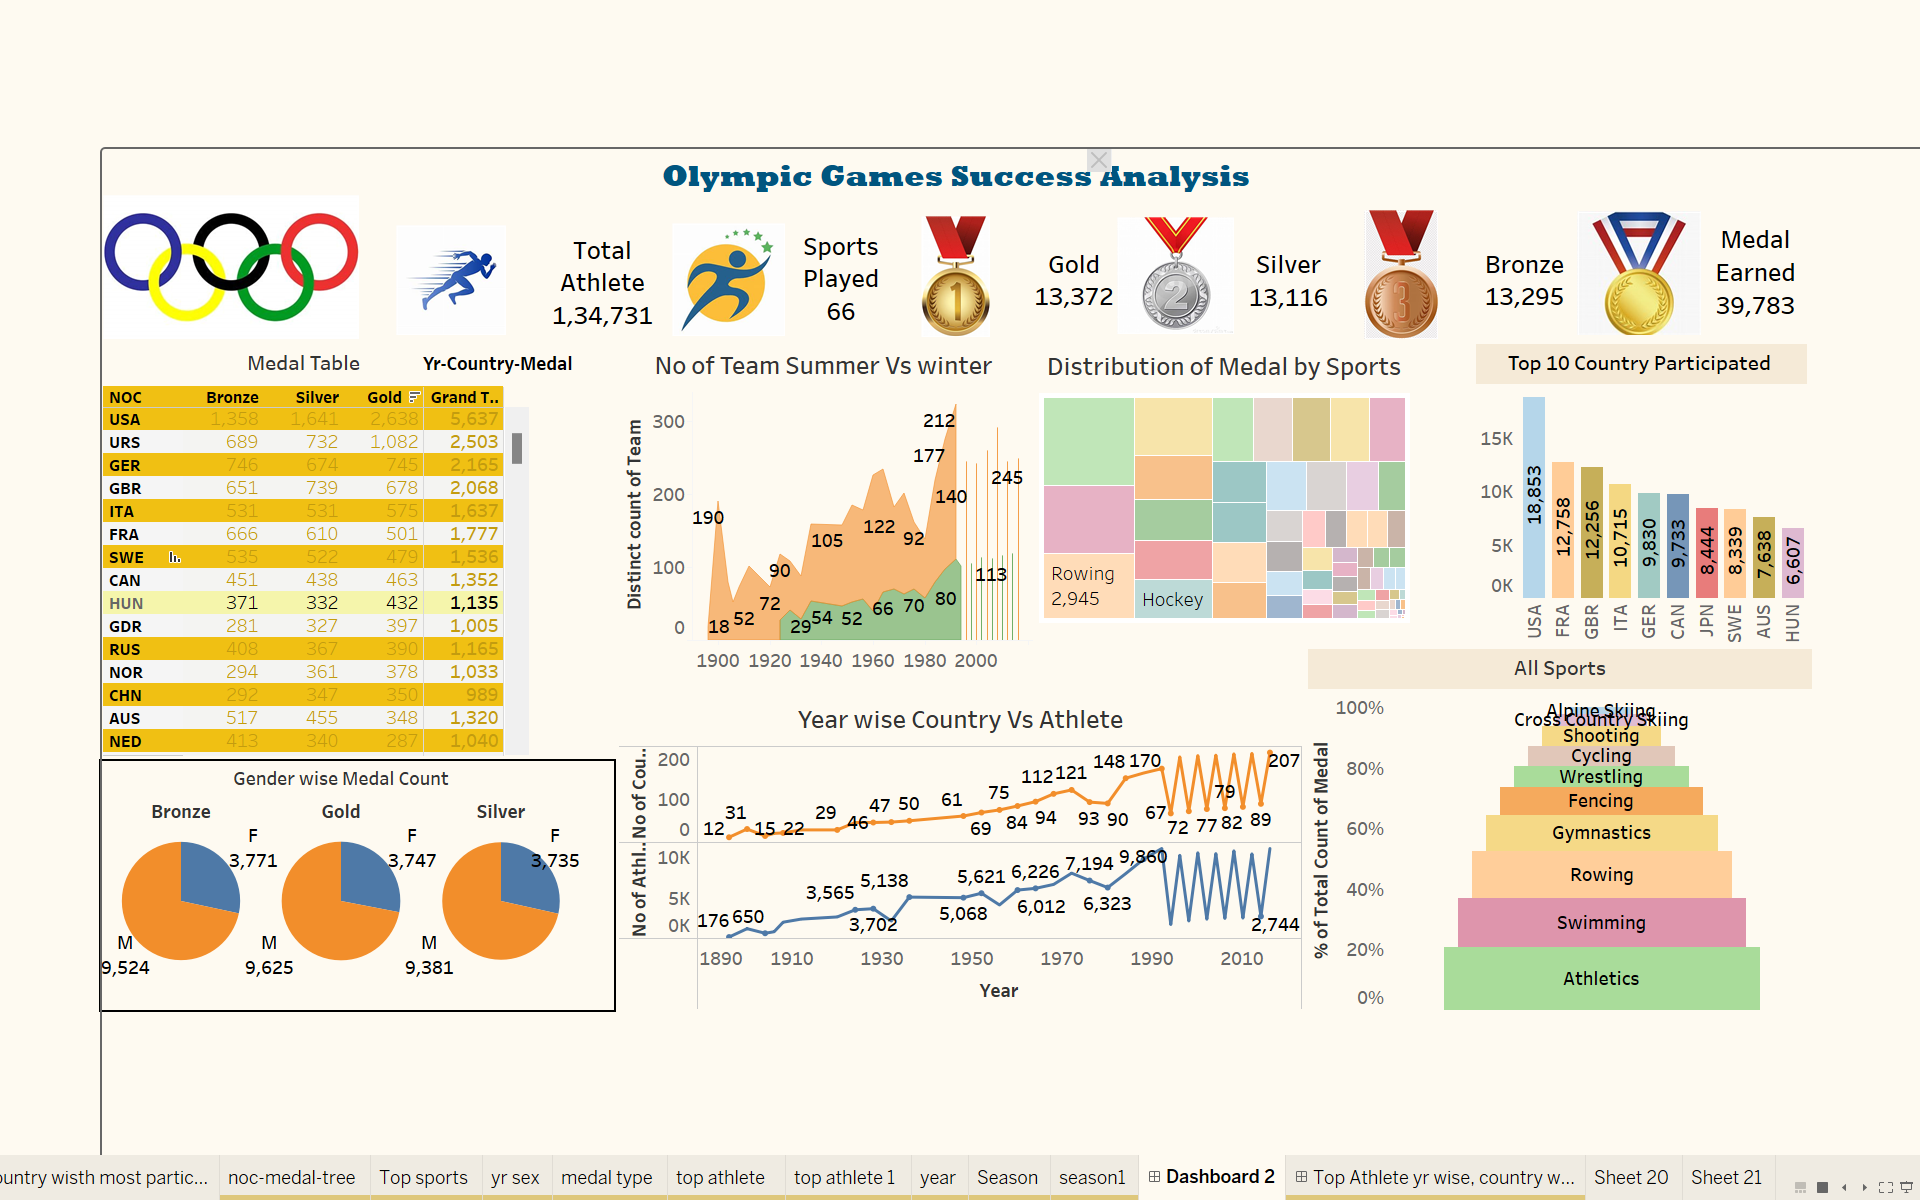 Olympic Games Success Analysis
Total
Athlete
1,34,731
Sports
Played
66
1
Gold
13,372
2
Silver
13,116
3
Bronze
13,295
Medal
Earned
39,783
Medal Table
Yr-Country-Medal
NOC Bronze Silver Gold Grand T..
USA 1,358 1,641 2,638 5,637
URS 689 732 1,082 2,503
GER 746 674 745 2,165
GBR 651 739 678 2,068
ITA 531 531 575 1,637
FRA 666 610 501 1,777
SWE 535 522 479 1,536
CAN 451 438 463 1,352
HUN 371 332 432 1,135
GDR 281 327 397 1,005
RUS 408 367 390 1,165
NOR 294 361 378 1,033
CHN 292 347 350 989
AUS 517 455 348 1,320
NED 413 340 287 1,040
No of Team Summer Vs winter
Distinct count of Team
300
200
100
0
190
18
52
72
90
29
54
105
52
122
66
92
70
177
212
140
80
245
113
1900 1920 1940 1960 1980 2000
Distribution of Medal by Sports
Rowing
2,945
Hockey
Top 10 Country Participated
15K
10K
5K
0K
18,853
12,758
12,256
10,715
9,830
9,733
8,444
8,339
7,638
6,607
USA FRA GBR ITA GER CAN JPN SWE AUS HUN
Gender wise Medal Count
Bronze Gold Silver
F
3,771
M
9,524
F
3,747
M
9,625
F
3,735
M
9,381
Year wise Country Vs Athlete
No of Cou..
200
100
0
12
31
15
22
29
46
47
50
61
69
75
84
112
94
121
93
90
148
170
67
72
77
79
82
89
207
No of Athl..
10K
5K
0K
176
650
3,565
3,702
5,138
5,068
5,621
6,012
6,226
7,194
6,323
9,860
2,744
1890 1910 1930 1950 1970 1990 2010
Year
All Sports
% of Total Count of Medal
100%
80%
60%
40%
20%
0%
Alpine Skiing
Cross Country Skiing
Shooting
Cycling
Wrestling
Fencing
Gymnastics
Rowing
Swimming
Athletics
ountry wisth most partic... noc-medal-tree Top sports yr sex medal type top athlete top athlete 1 year Season season1 Dashboard 2 Top Athlete yr wise, country w... Sheet 20 Sheet 21